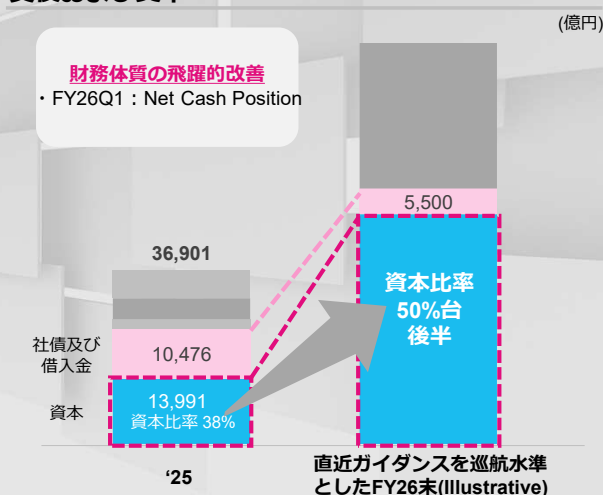 (億円)
財務体質の飛躍的改善
・FY26Q1：Net Cash Position
5,500
36,901
資本比率
50%台
後半
社債及び
借入金
10,476
13,991
資本比率 38%
資本
‘25
直近ガイダンスを巡航水準
としたFY26末(Illustrative)